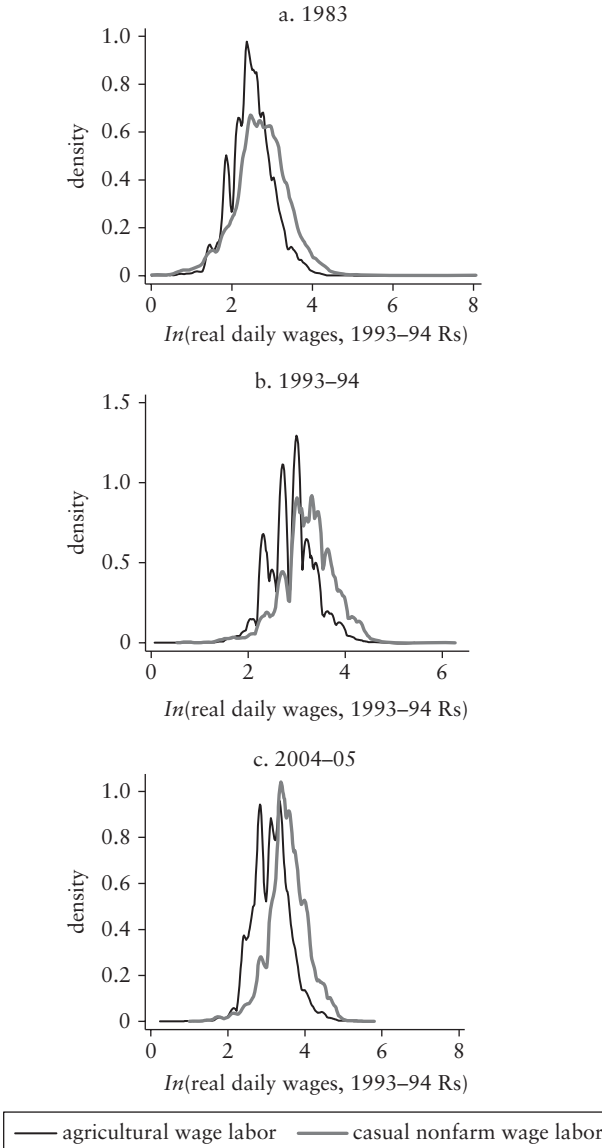 a. 1983
1.0
0.8
0.6
0.4
0.2
0
density
0 2 4 6 8
In(real daily wages, 1993–94 Rs)
b. 1993–94
1.5
1.0
0.5
0
density
0 2 4 6
In(real daily wages, 1993–94 Rs)
c. 2004–05
1.0
0.8
0.6
0.4
0.2
0
density
0 2 4 6 8
In(real daily wages, 1993–94 Rs)
agricultural wage labor casual nonfarm wage labor